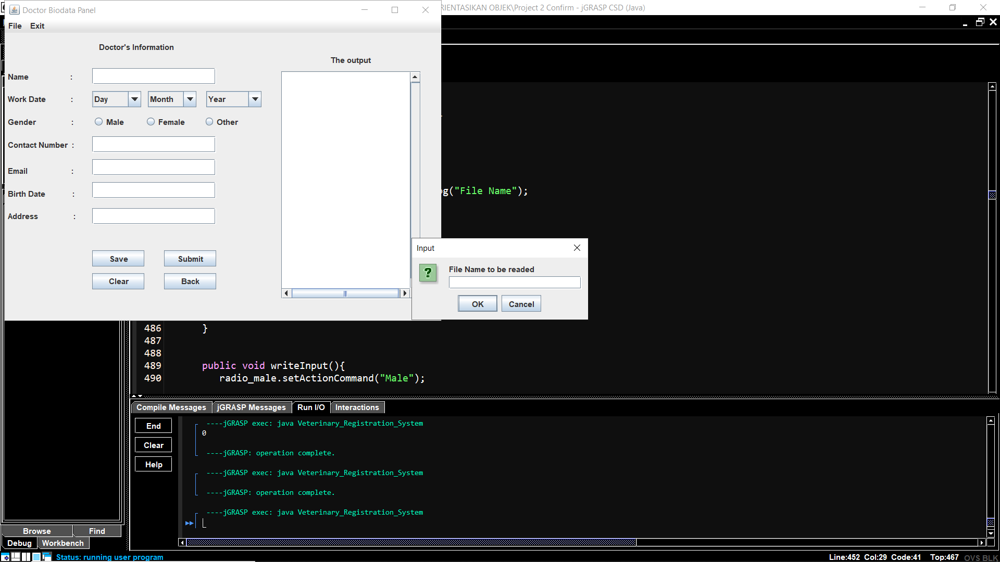 Doctor Biodata Panel
RIENTASIKAN OBJEK\Project 2 Confirm - jGRASP CSD (Java)
File Exit
Doctor's Information
The output
Name :
Work Date : Day Month Year
Gender : Male Female Other
Contact Number :
Email :
Birth Date :
Address :
Save Submit
Clear Back
og("File Name");
Input
File Name to be readed
OK Cancel
486 }
487
488
489 public void writeInput(){
490 radio_male.setActionCommand("Male");
Compile Messages jGRASP Messages Run I/O Interactions
End
Clear
Help
----jGRASP exec: java Veterinary_Registration_System
0
----jGRASP: operation complete.
----jGRASP exec: java Veterinary_Registration_System
----jGRASP: operation complete.
----jGRASP exec: java Veterinary_Registration_System
Browse Find
Debug Workbench
Status: running user program
Line:452 Col:29 Code:41 Top:467 OVS BLK